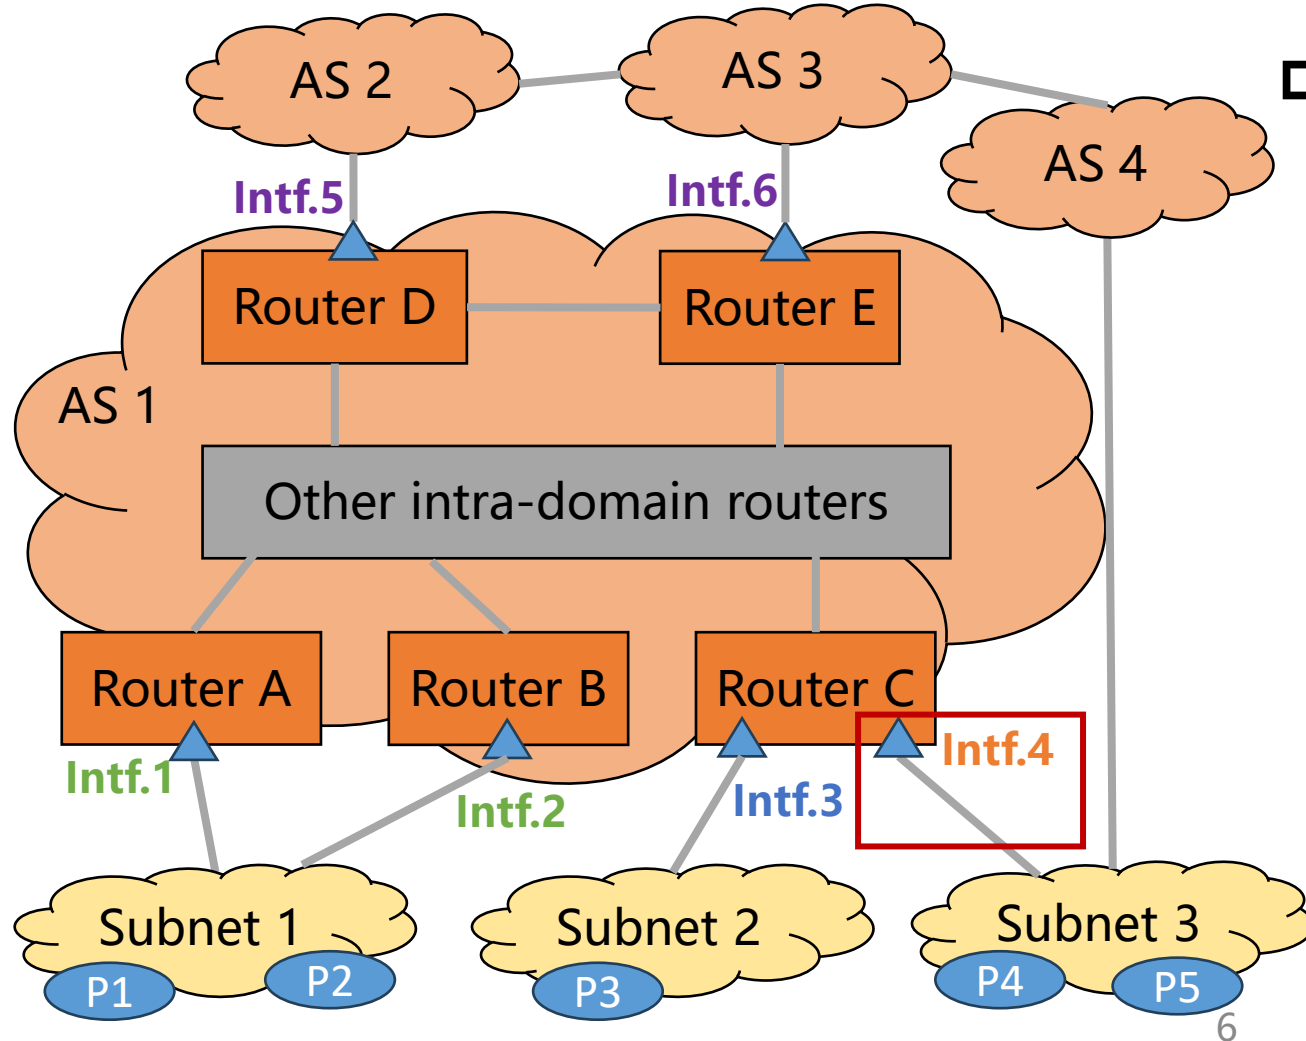 AS 2
AS 3
AS 4
Intf.5
Intf.6
Router D
Router E
AS 1
Other intra-domain routers
Router A
Router B
Router C
Intf.1
Intf.2
Intf.3
Intf.4
Subnet 1
Subnet 2
Subnet 3
P1
P2
P3
P4
P5
6